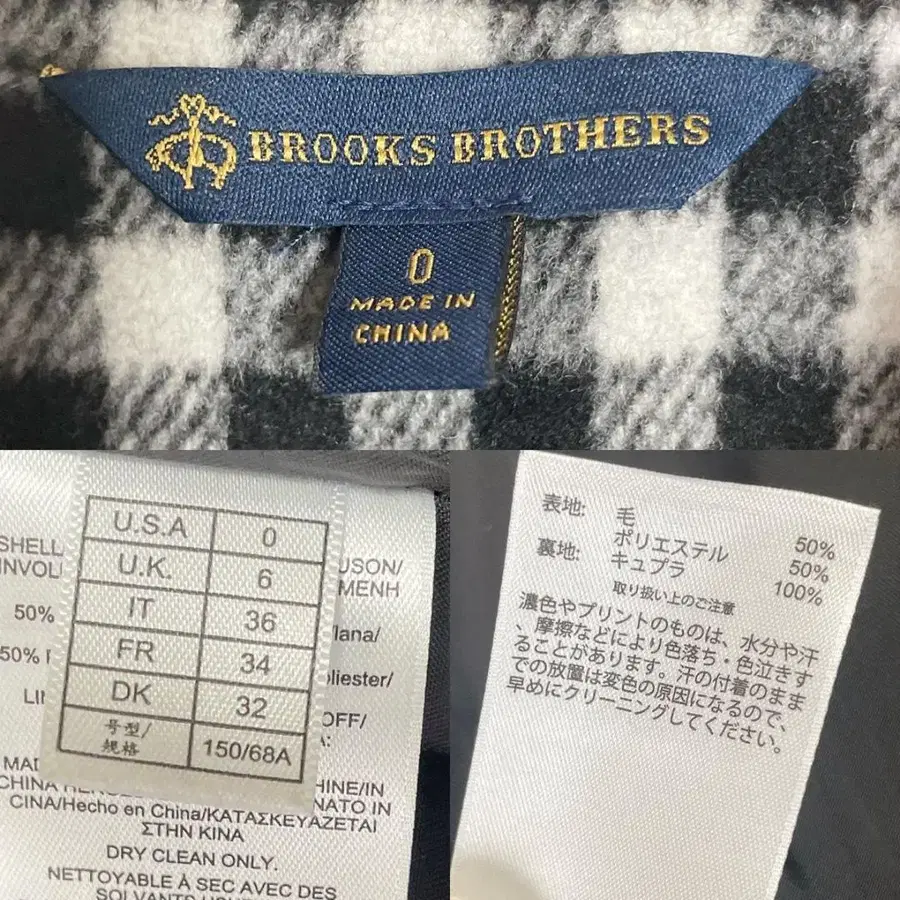 BROOKS BROTHERS
0
MADE IN
CHINA
U.S.A 0
U.K. 6
IT 36
FR 34
DK 32
号型/
規格 150/68A
SHELL
INVOL
50%
50%
USON/
MENH
lana/
oliester/
OFF/
A:
CHINA HINE/IN
NATO IN
CINA/Hecho en China/ΚΑΤΑΣΚΕΥΑΖΕΤΑΙ
ΣΤΗΝ ΚΙΝΑ
DRY CLEAN ONLY.
NETTOYABLE À SEC AVEC DES
表地: 毛 50%
ポリエステル 50%
裏地: キュプラ 100%
取り扱い上のご注意
濃色やプリントのものは、水分や汗
、摩擦などにより色落ち・色泣きす
ることがあります。汗の付着のまま
での放置は変色の原因になるので、
早めにクリーニングしてください。